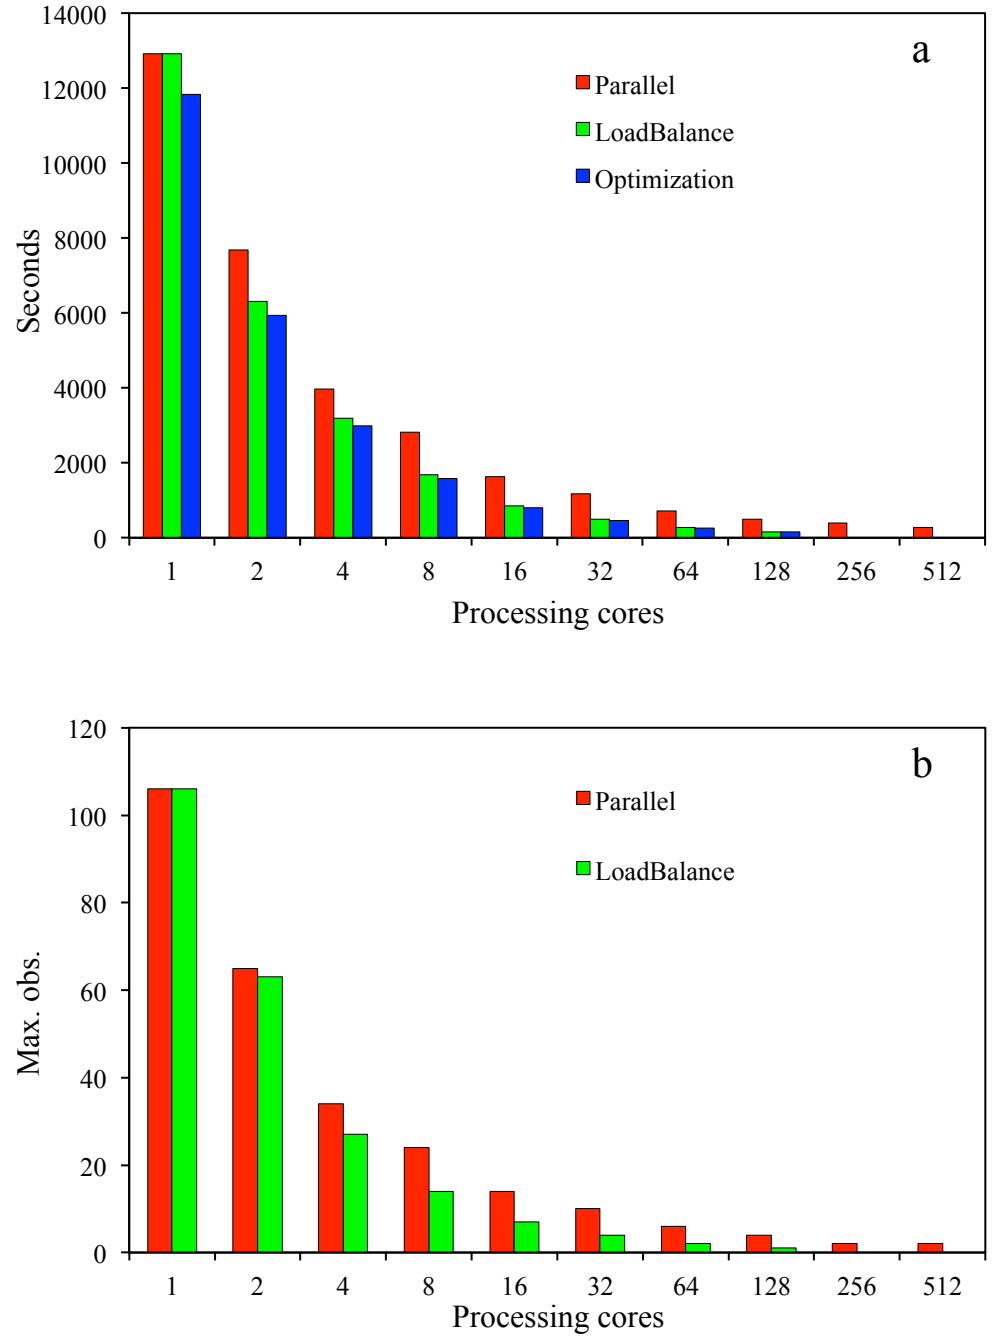 a
14000
12000
10000
8000
6000
4000
2000
0
Seconds
Parallel
LoadBalance
Optimization
1 2 4 8 16 32 64 128 256 512
Processing cores
b
120
100
80
60
40
20
0
Max. obs.
Parallel
LoadBalance
1 2 4 8 16 32 64 128 256 512
Processing cores